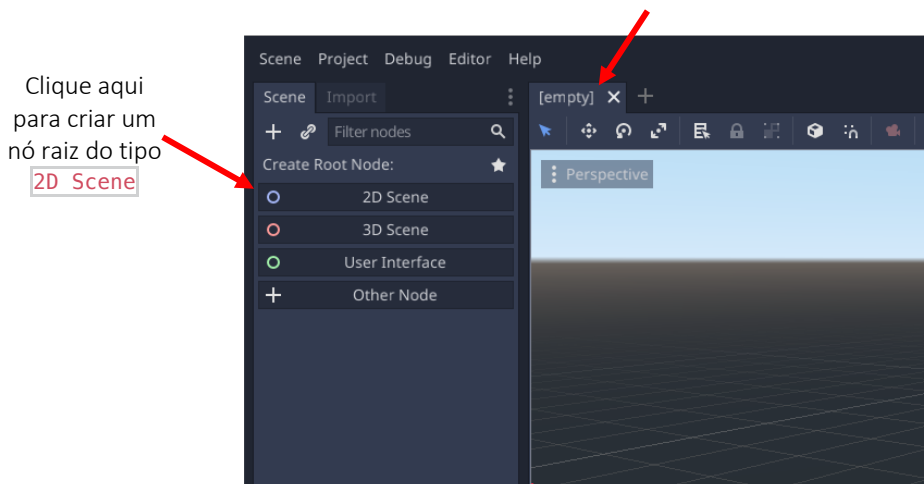 Scene Project Debug Editor Help
Clique aqui
para criar um
nó raiz do tipo
2D Scene
Scene Import
[empty]
Filter nodes
Create Root Node:
Perspective
2D Scene
3D Scene
User Interface
Other Node